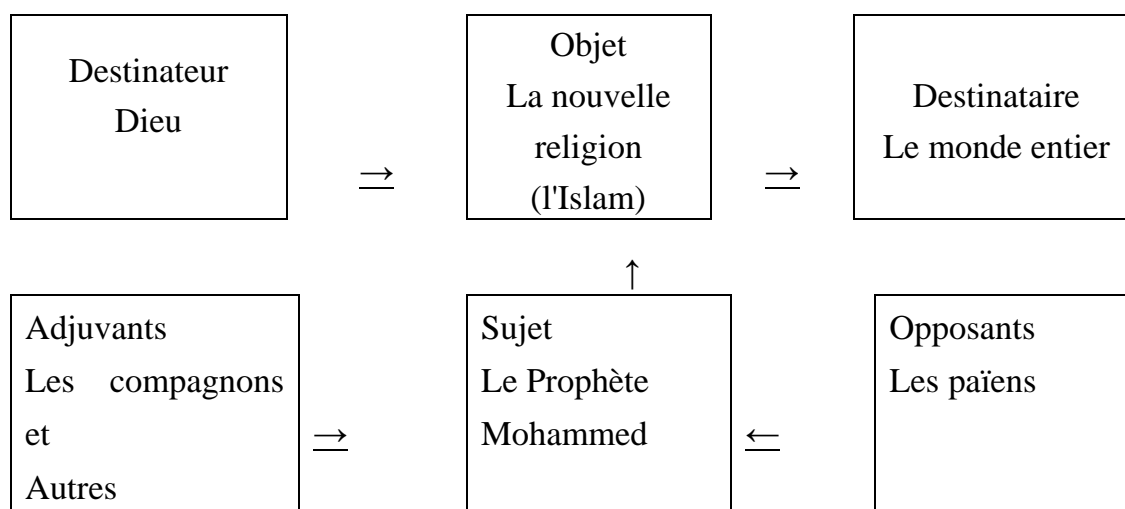 Destinateur
Dieu
→
Objet
La nouvelle
religion
(l'Islam)
→
Destinataire
Le monde entier
↑
Adjuvants
Les compagnons
et
Autres
→
Sujet
Le Prophète
Mohammed
←
Opposants
Les païens